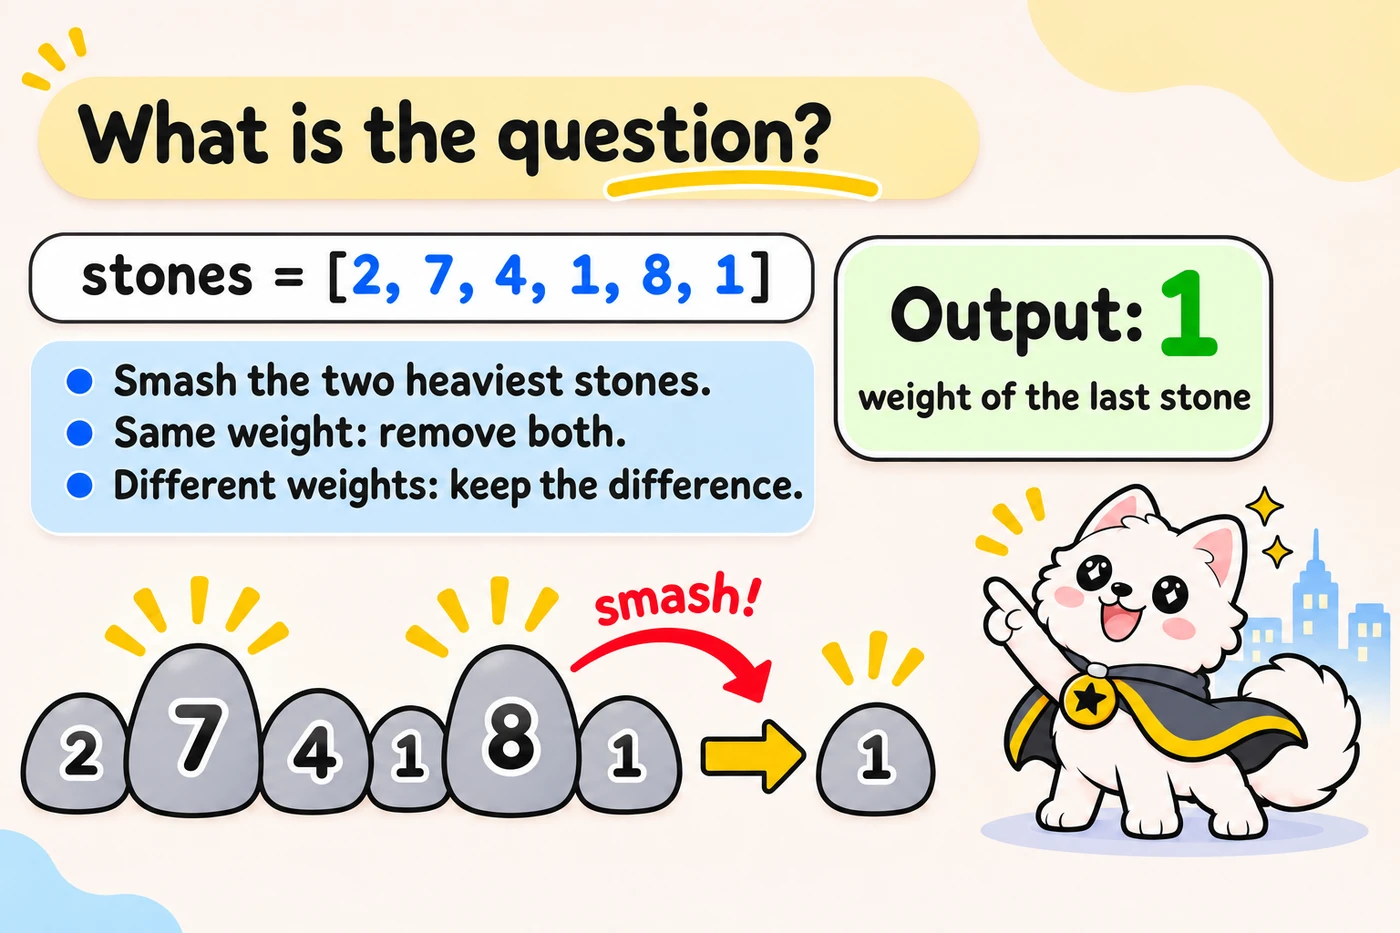 What is the question?
stones = [2, 7, 4, 1, 8, 1]
Output: 1
weight of the last stone
Smash the two heaviest stones.
Same weight: remove both.
Different weights: keep the difference.
smash!
2 7 4 1 8 1 1